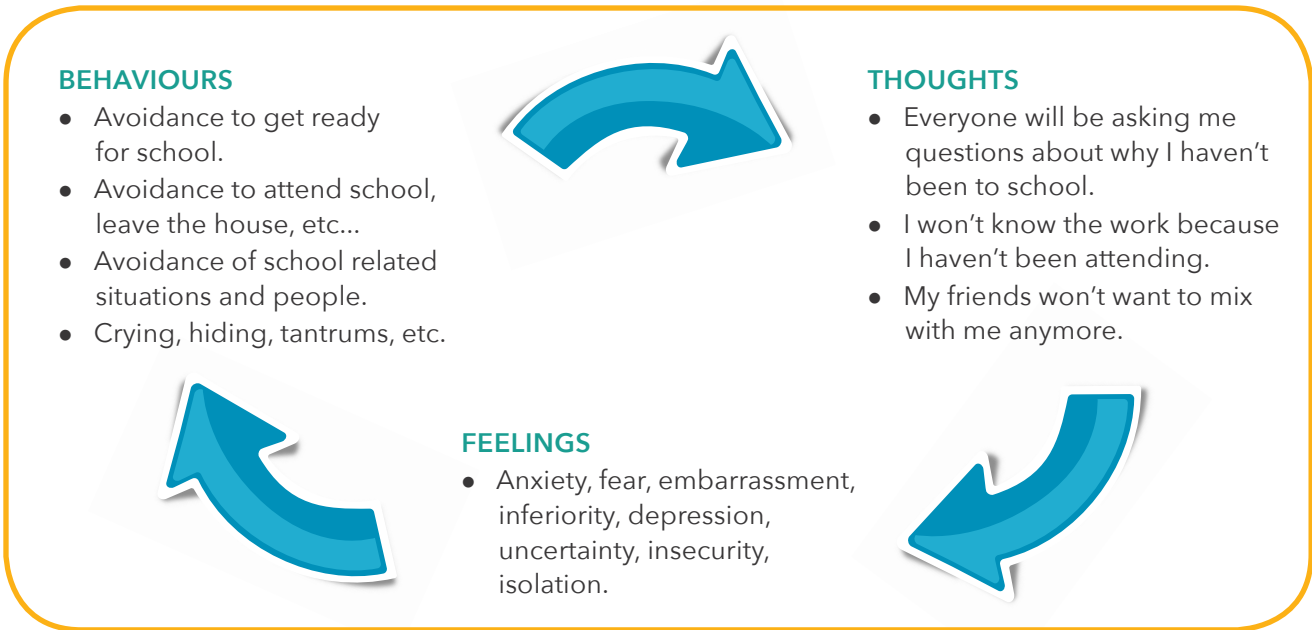 BEHAVIOURS
● Avoidance to get ready
for school.
● Avoidance to attend school,
leave the house, etc...
● Avoidance of school related
situations and people.
● Crying, hiding, tantrums, etc.
THOUGHTS
● Everyone will be asking me
questions about why I haven’t
been to school.
● I won’t know the work because
I haven’t been attending.
● My friends won’t want to mix
with me anymore.
FEELINGS
● Anxiety, fear, embarrassment,
inferiority, depression,
uncertainty, insecurity,
isolation.